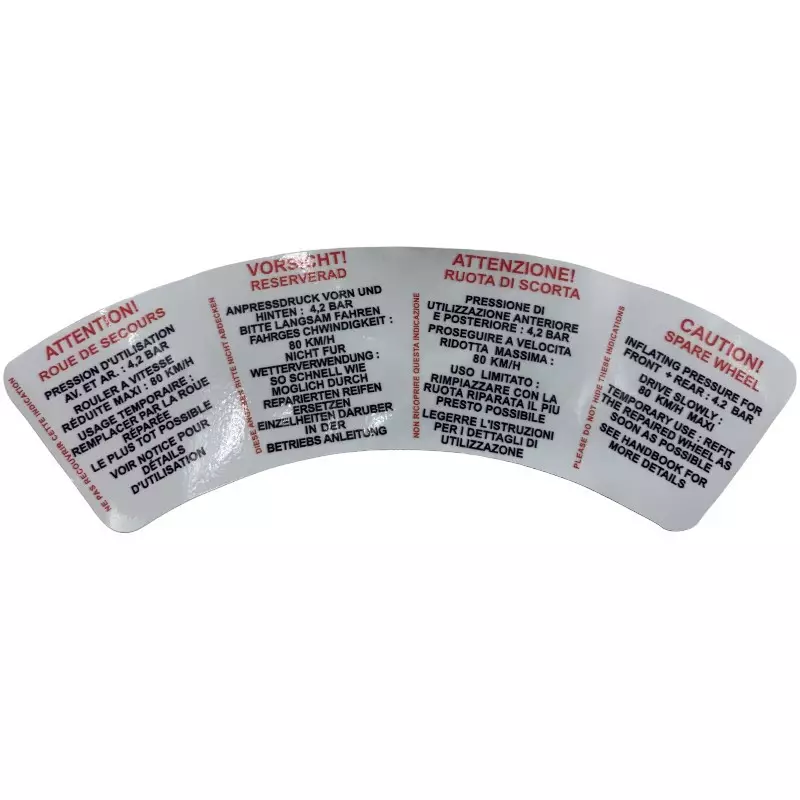 NE PAS RECOUVRIR CETTE INDICATION
ATTENTION!
ROUE DE SECOURS
PRESSION D'UTILISATION
AV. ET AR. : 4,2 BAR
ROULER A VITESSE
RÉDUITE MAXI : 80 KM/H
USAGE TEMPORAIRE :
REMPLACER PAR LA ROUE
RÉPARÉE
LE PLUS TOT POSSIBLE
VOIR NOTICE POUR
DETAILS
D'UTILISATION
DIESE ANGABEN BITTE NICHT ABDECKEN
VORSICHT!
RESERVERAD
ANPRESSDRUCK VORN UND
HINTEN : 4,2 BAR
BITTE LANGSAM FAHREN
FAHRGES CHWINDIGKEIT :
80 KM/H
NICHT FUR
WETTERVERWENDUNG :
SO SCHNELL WIE
MOGLICH DURCH
REPARIERTEN REIFEN
ERSETZEN
EINZELHEITEN DARUBER
IN DER
BETRIEBS ANLEITUNG
NON RICOPRIRE QUESTA INDICAZIONE
ATTENZIONE!
RUOTA DI SCORTA
PRESSIONE DI
UTILIZZAZIONE ANTERIORE
E POSTERIORE : 4,2 BAR
PROSEGUIRE A VELOCITA
RIDOTTA MASSIMA :
80 KM/H
USO LIMITATO :
RIMPIAZZARE CON LA
RUOTA RIPARATA IL PIU
PRESTO POSSIBILE
LEGERRE L'ISTRUZIONI
PER I DETTAGLI DI
UTILIZZAZONE
PLEASE DO NOT HIDE THESE INDICATIONS
CAUTION!
SPARE WHEEL
INFLATING PRESSURE FOR
FRONT + REAR : 4,2 BAR
DRIVE SLOWLY :
80 KM/H MAXI
TEMPORARY USE : REFIT
THE REPAIRED WHEEL AS
SOON AS POSSIBLE
SEE HANDBOOK FOR
MORE DETAILS